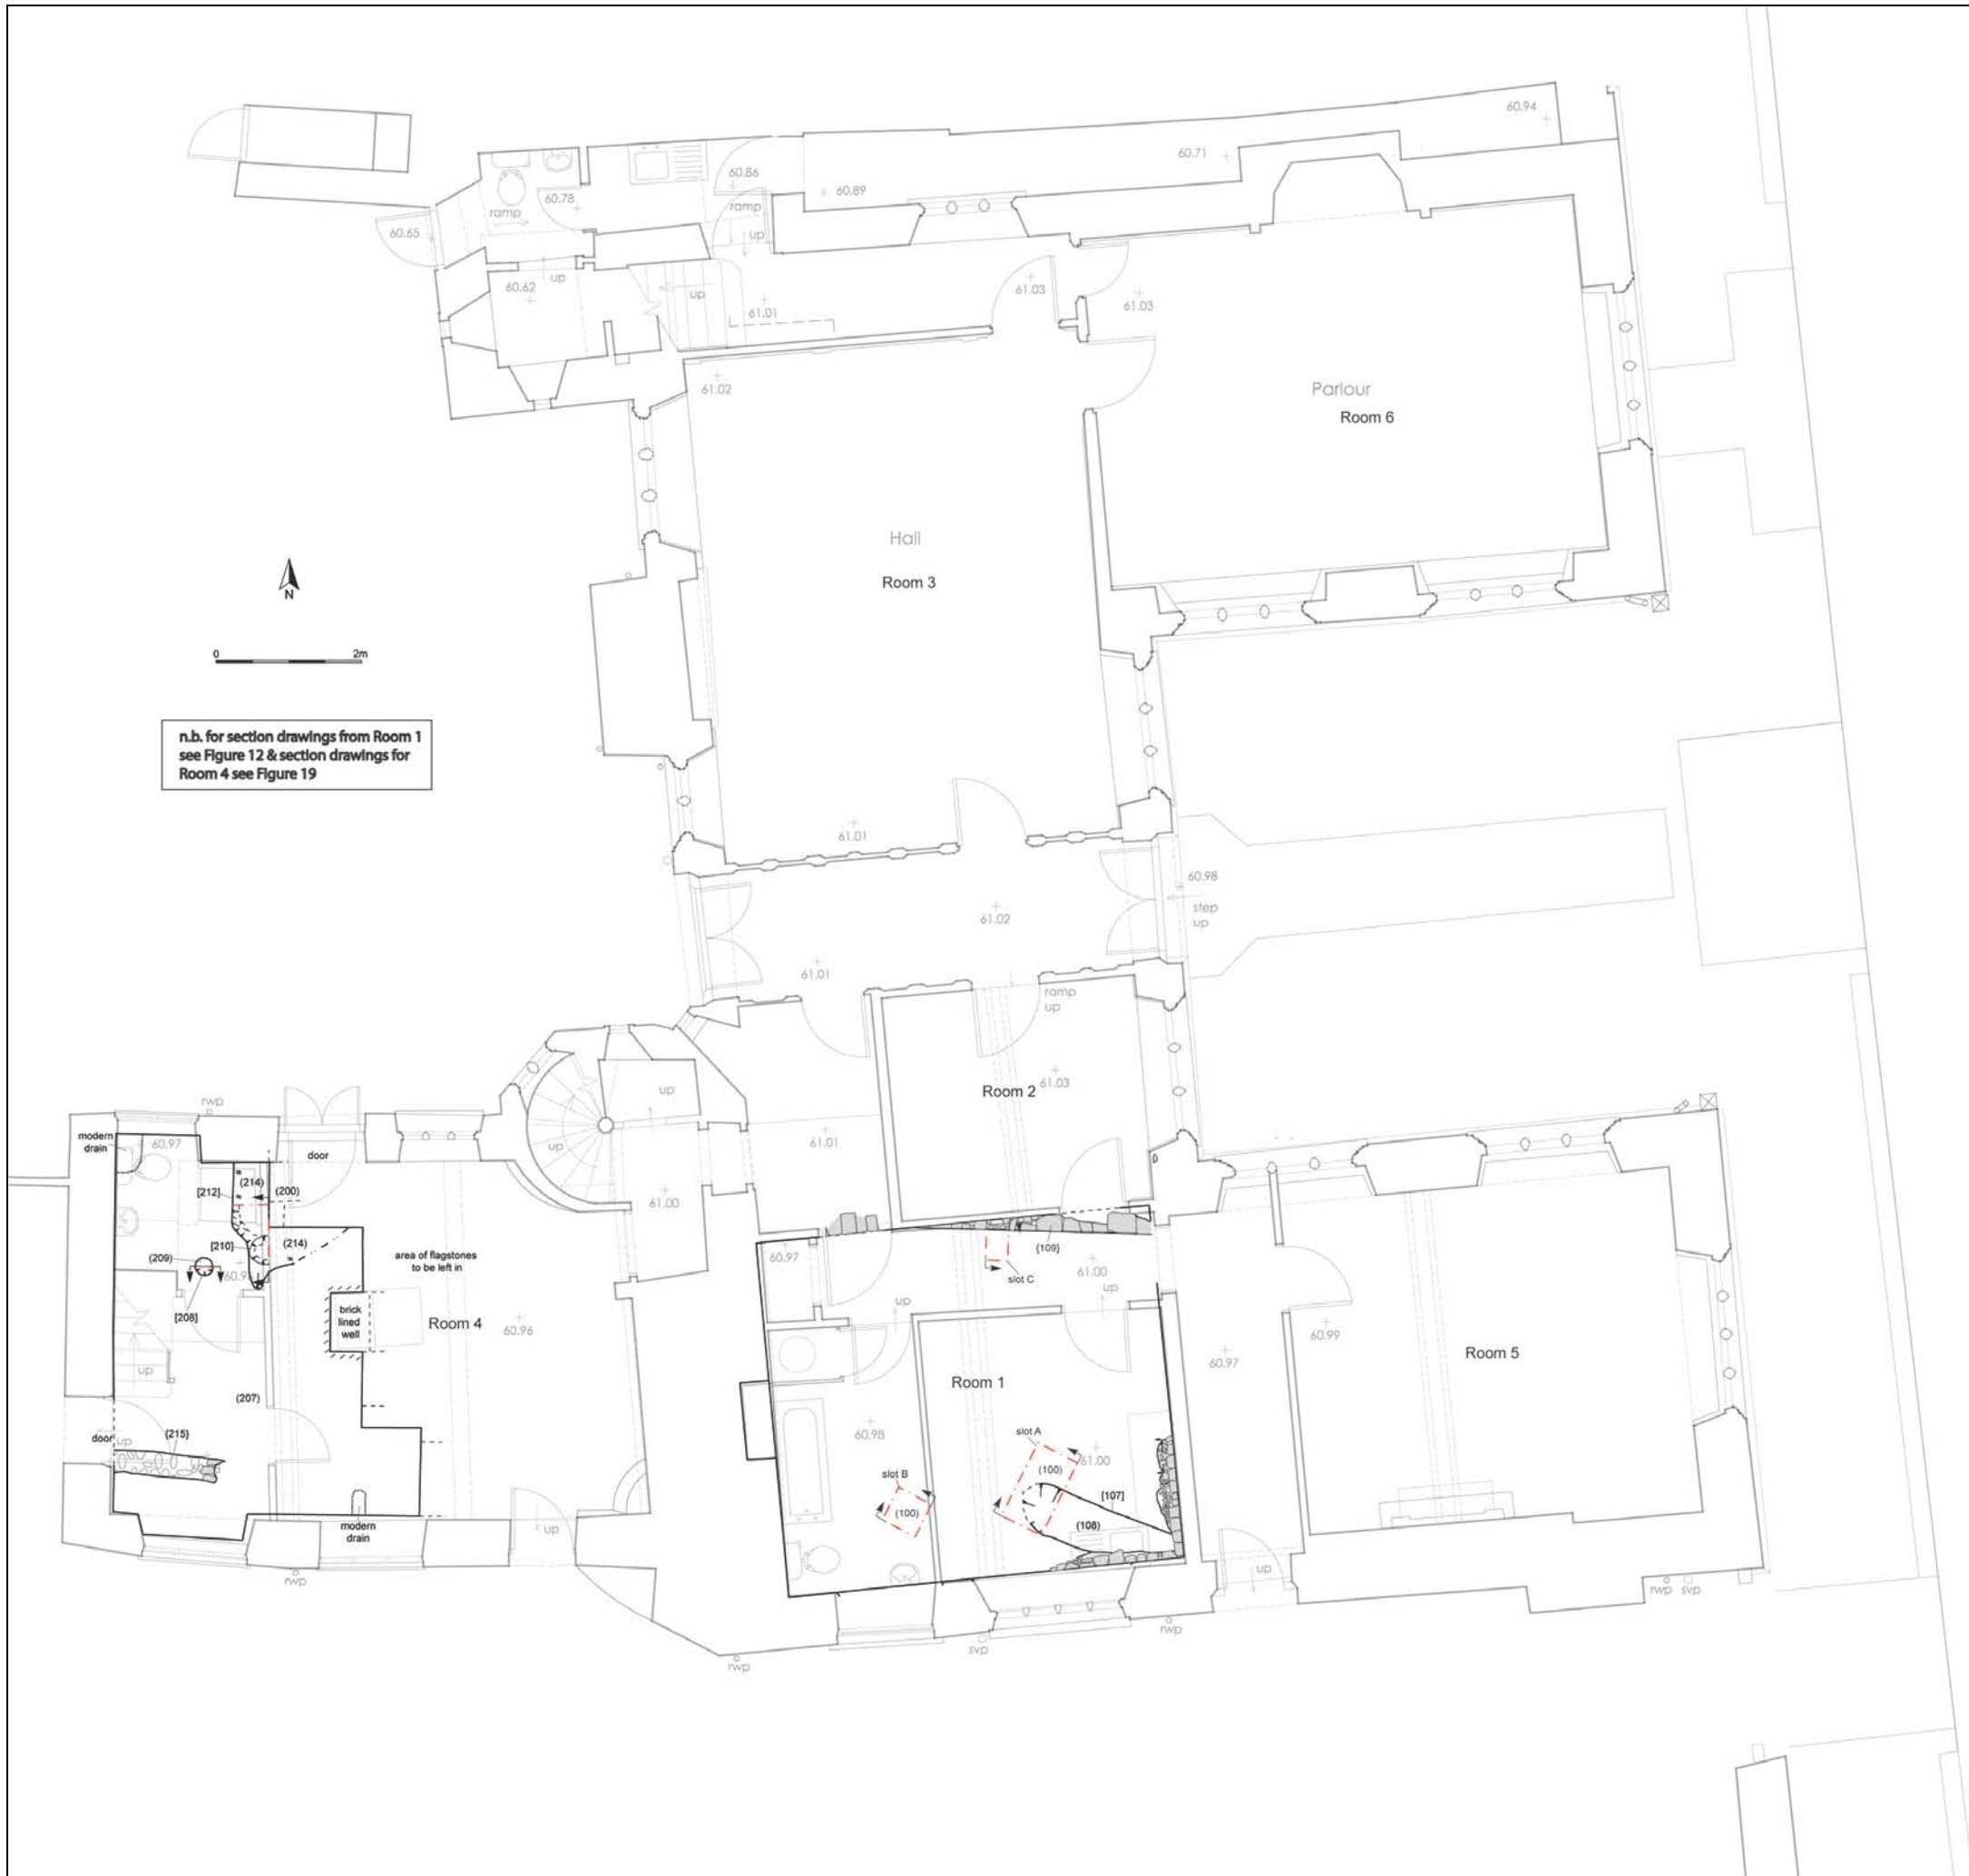 60.94
60.71
60.86
60.89
60.78
ramp
ramp
60.65
up
up
60.62
up
61.01
61.03
61.03
61.02
Parlour
Room 6
Hall
Room 3
N
0 2m
n.b. for section drawings from Room 1
see Figure 12 & section drawings for
Room 4 see Figure 19
61.01
60.98
step
up
61.02
61.01
ramp
up
Room 2
61.03
up
rwp
up
61.01
modern
drain
60.97
door
[212]
(214)
(200)
61.00
[210]
(214)
(209)
[208]
area of flagstones
to be left in
60.97
{109}
slot C
61.00
up
up
brick
lined
well
Room 4
60.96
60.99
60.97
Room 5
up
Room 1
(207)
door
up
{215}
60.98
slot A
61.00
(100)
slot B
(100)
[107]
(108)
modern
drain
up
up
rwp
rwp
svp
rwp
svp
rwp